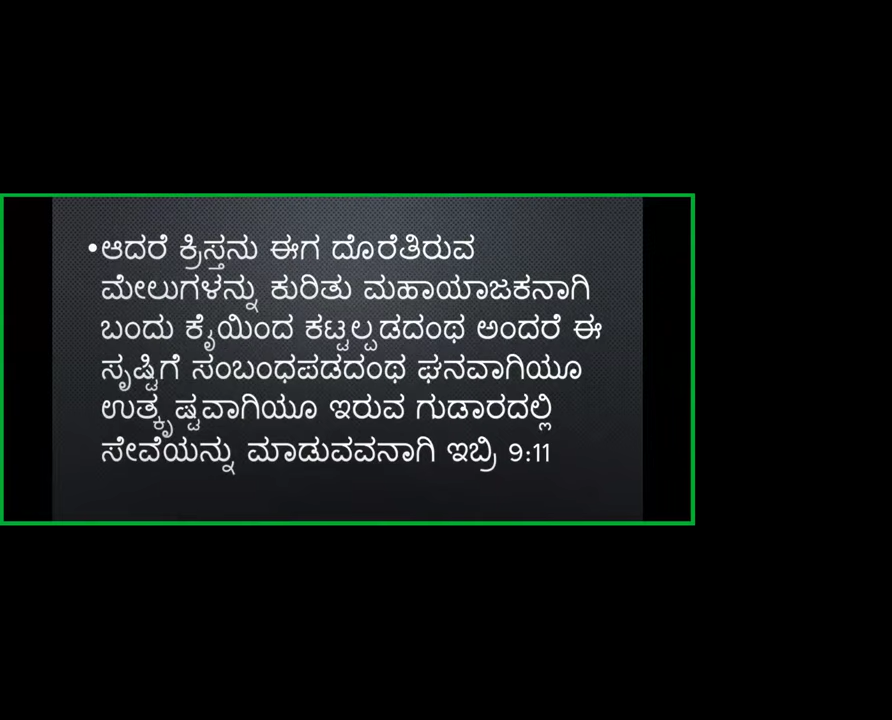 •ಆದರೆ ಕ್ರಿಸ್ತನು ಈಗ ದೊರೆತಿರುವ
ಮೇಲುಗಳನ್ನು ಕುರಿತು ಮಹಾಯಾಜಕನಾಗಿ
ಬಂದು ಕೈಯಿಂದ ಕಟ್ಟಲ್ಪಡದಂಥ ಅಂದರೆ ಈ
ಸೃಷ್ಟಿಗೆ ಸಂಬಂಧಪಡದಂಥ ಘನವಾಗಿಯೂ
ಉತ್ಕೃಷ್ಟವಾಗಿಯೂ ಇರುವ ಗುಡಾರದಲ್ಲಿ
ಸೇವೆಯನ್ನು ಮಾಡುವವನಾಗಿ ಇಬ್ರಿ 9:11